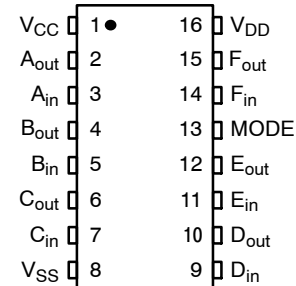 VCC 1 16 VDD
Aout 2 15 Fout
Ain 3 14 Fin
Bout 4 13 MODE
Bin 5 12 Eout
Cout 6 11 Ein
Cin 7 10 Dout
VSS 8 9 Din